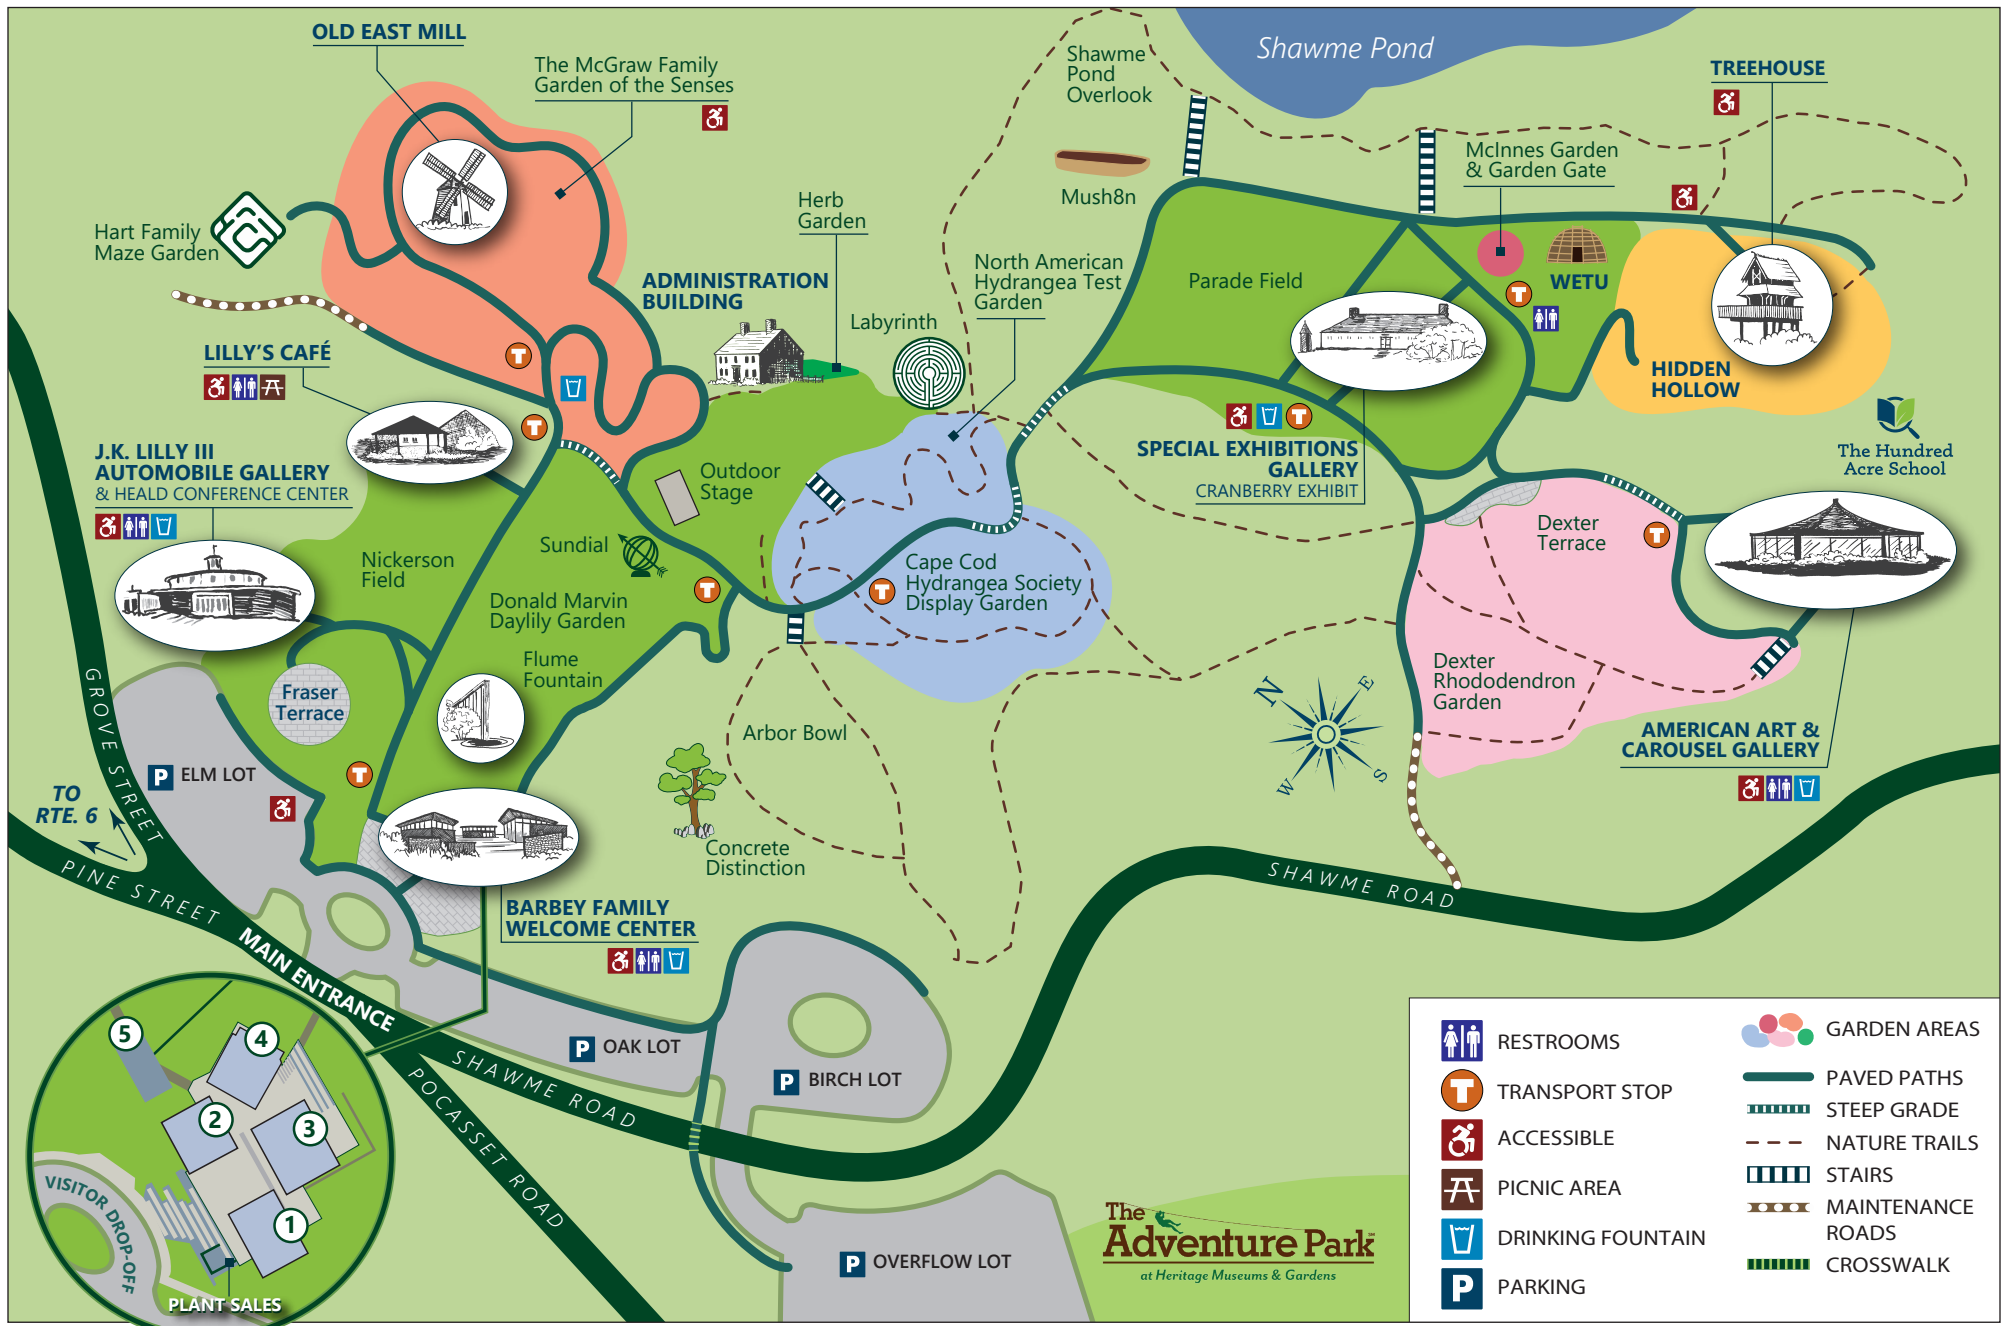 OLD EAST MILL
The McGraw Family
Garden of the Senses
Shawme
Pond
Overlook
Shawme Pond
TREEHOUSE
McInnes Garden
& Garden Gate
Mush8n
Herb
Garden
Hart Family
Maze Garden
North American
Hydrangea Test
Garden
ADMINISTRATION
BUILDING
Parade Field
WETU
Labyrinth
LILLY'S CAFÉ
HIDDEN
HOLLOW
T
T
T
T
The Hundred
Acre School
J.K. LILLY III
AUTOMOBILE GALLERY
& HEALD CONFERENCE CENTER
SPECIAL EXHIBITIONS
GALLERY
CRANBERRY EXHIBIT
Outdoor
Stage
Nickerson
Field
Sundial
Dexter
Terrace
T
Cape Cod
Hydrangea Society
Display Garden
T
T
Donald Marvin
Daylily Garden
Flume
Fountain
Fraser
Terrace
Dexter
Rhododendron
Garden
N
E
S
W
Arbor Bowl
AMERICAN ART &
CAROUSEL GALLERY
GROVE STREET
P ELM LOT
T
TO
RTE. 6
Concrete
Distinction
PINE STREET
SHAWME ROAD
BARBEY FAMILY
WELCOME CENTER
MAIN ENTRANCE
P OAK LOT
P BIRCH LOT
SHAWME ROAD
POCASSET ROAD
5
4
2
3
1
VISITOR DROP-OFF
PLANT SALES
P OVERFLOW LOT
The
Adventure Park
at Heritage Museums & Gardens
RESTROOMS
T TRANSPORT STOP
ACCESSIBLE
PICNIC AREA
DRINKING FOUNTAIN
P PARKING
GARDEN AREAS
PAVED PATHS
STEEP GRADE
NATURE TRAILS
STAIRS
MAINTENANCE
ROADS
CROSSWALK